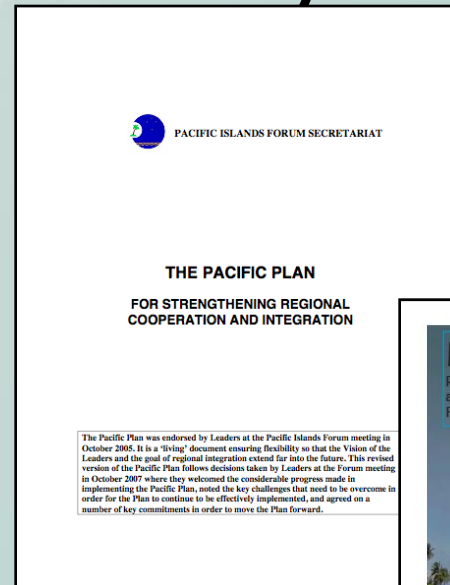 PACIFIC ISLANDS FORUM SECRETARIAT
THE PACIFIC PLAN
FOR STRENGTHENING REGIONAL
COOPERATION AND INTEGRATION
The Pacific Plan was endorsed by Leaders at the Pacific Islands Forum meeting in
October 2005. It is a ‘living’ document ensuring flexibility so that the Vision of the
Leaders and the goal of regional integration extend far into the future. This revised
version of the Pacific Plan follows decisions taken by Leaders at the Forum meeting
in October 2007 where they welcomed the considerable progress made in
implementing the Pacific Plan, noted the key challenges that need to be overcome in
order for the Plan to continue to be effectively implemented, and agreed on a
number of key commitments in order to move the Plan forward.